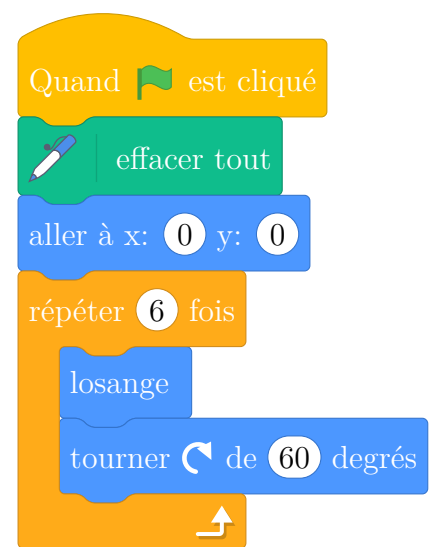 Quand est cliqué
effacer tout
aller à x: 0 y: 0
répéter 6 fois
losange
tourner de 60 degrés